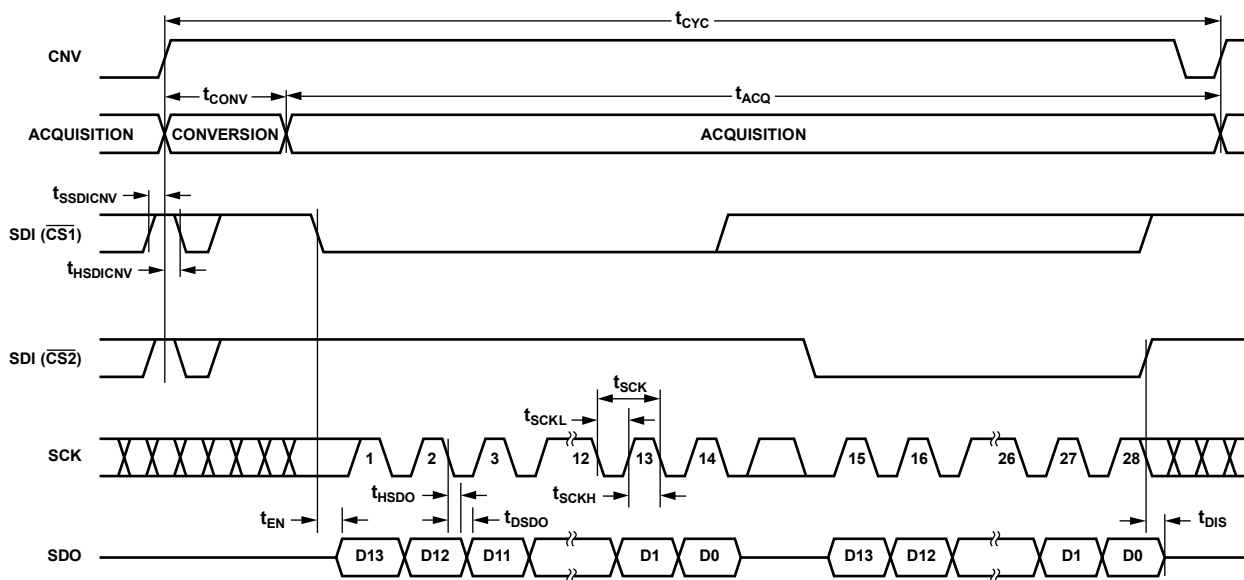 tCYC
CNV
tCONV
tACQ
ACQUISITION
CONVERSION
ACQUISITION
tSSDICNV
SDI (CS1)
tHSDICNV
SDI (CS2)
tSCK
tSCKL
SCK
1 2 3 12 13 14 15 16 26 27 28
tHSDO
tSCKH
tEN
tDSDO
tDIS
SDO
D13 D12 D11 D1 D0 D13 D12 D1 D0